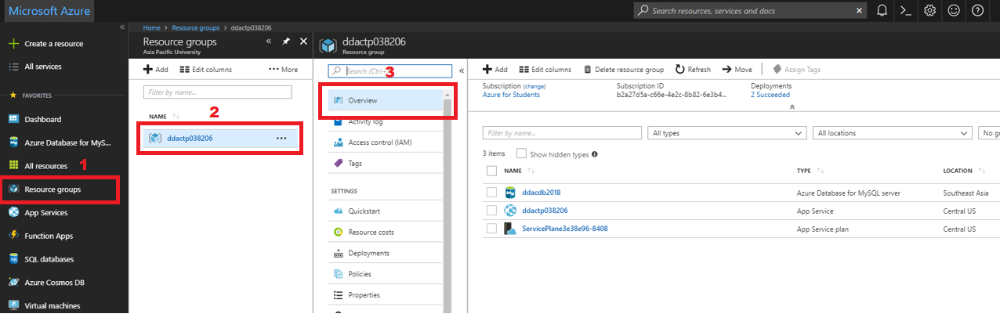 Microsoft Azure
Search resources, services and docs
Create a resource
All services
FAVORITES
Dashboard
Azure Database for MyS...
All resources
1
Resource groups
App Services
Function Apps
SQL databases
Azure Cosmos DB
Virtual machines
Home > Resource groups > ddactp038206
Resource groups
Asia Pacific University
Add Edit columns ••• More
Filter by name...
NAME
2
ddactp038206 •••
ddactp038206
Resource group
Search (Ctrl+
3
Overview
Activity log
Access control (IAM)
Tags
SETTINGS
Quickstart
Resource costs
Deployments
Policies
Properties
Add Edit columns Delete resource group Refresh Move Assign Tags
Subscription (change) Subscription ID Deployments
Azure for Students b2a27d5a-c66e-4e2c-8b82-6e3b4... 2 Succeeded
Filter by name... All types All locations No g
3 items Show hidden types
NAME TYPE LOCATION
ddacdb2018 Azure Database for MySQL server Southeast Asia
ddactp038206 App Service Central US
ServicePlane3e38e96-8408 App Service plan Central US